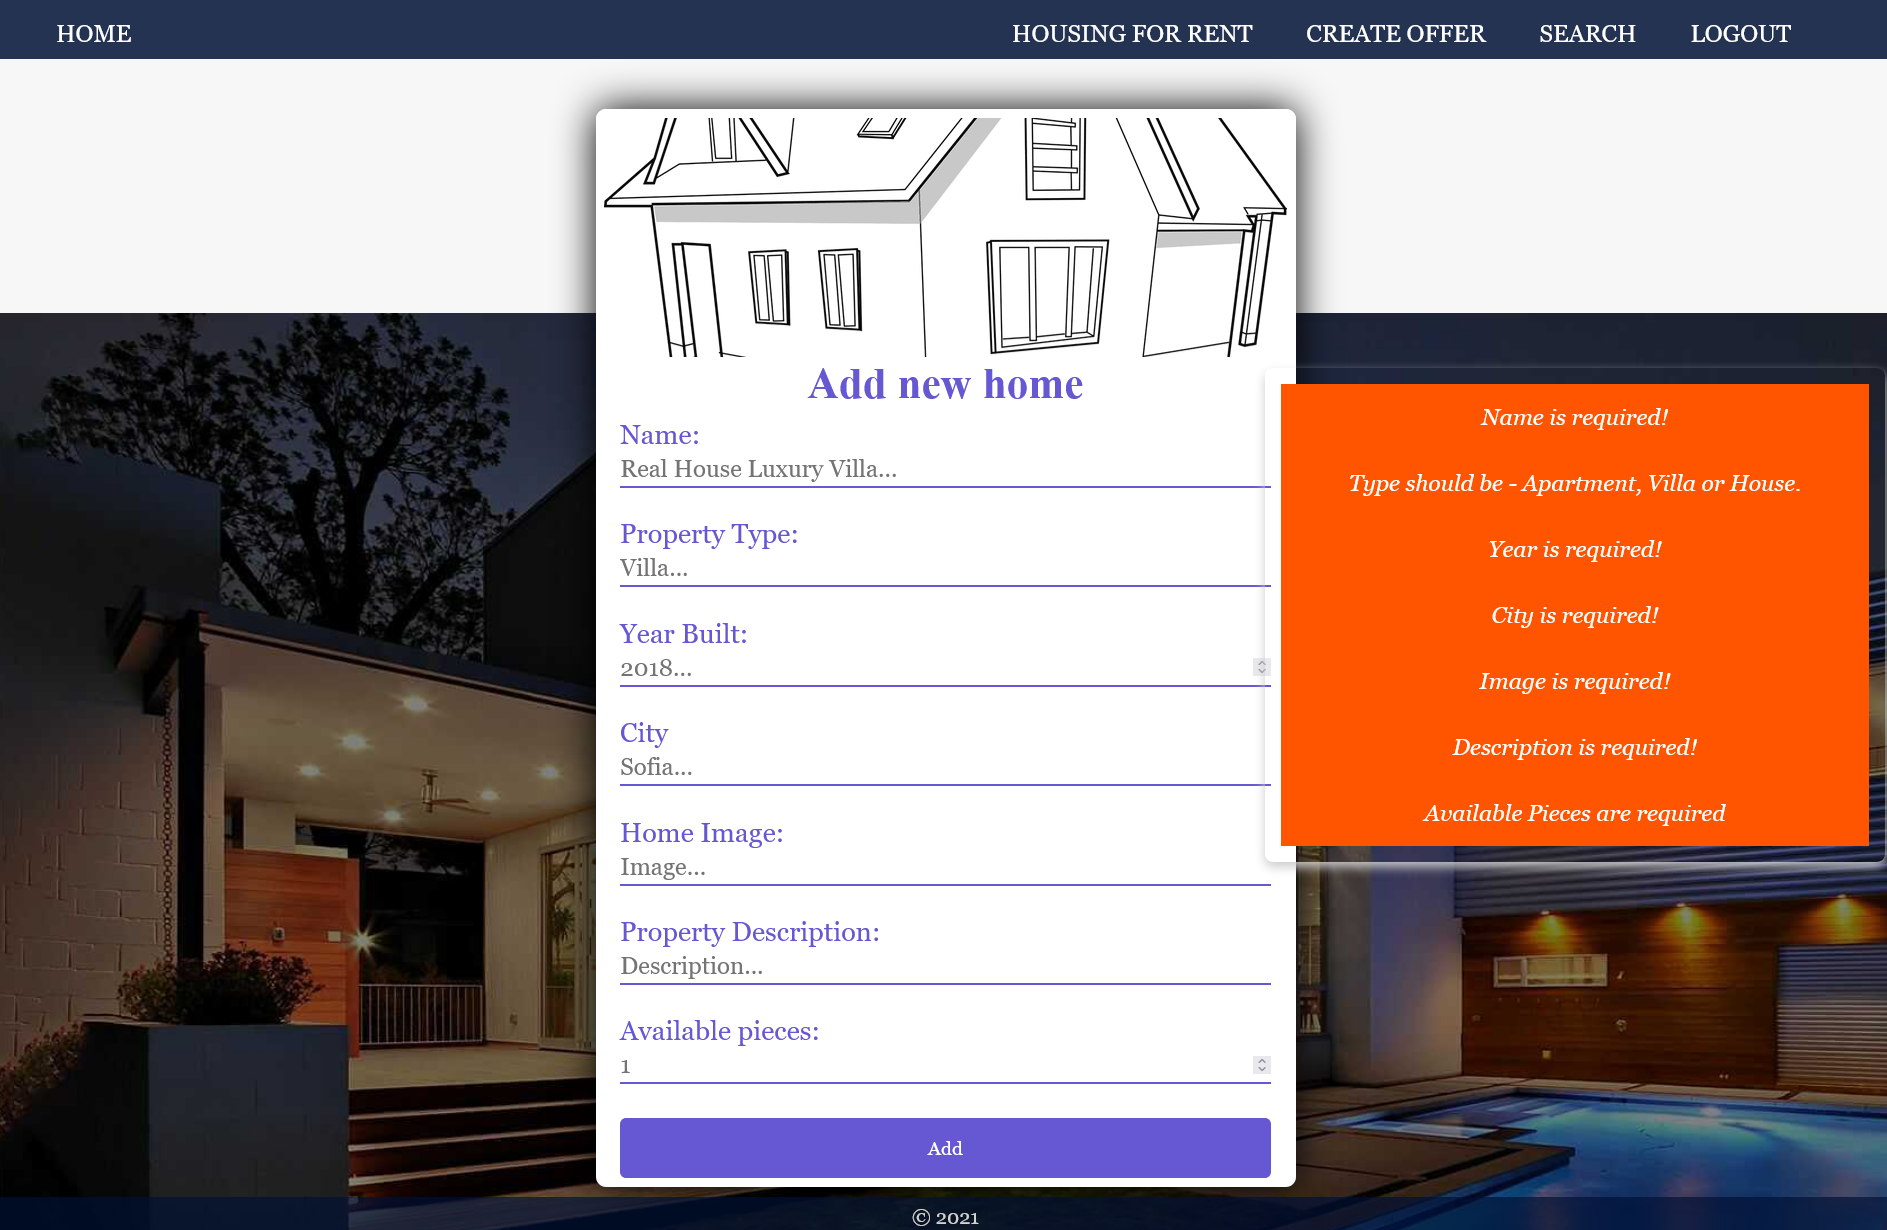 HOME
HOUSING FOR RENT
CREATE OFFER
SEARCH
LOGOUT
Add new home
Name:
Real House Luxury Villa...
Property Type:
Villa...
Year Built:
2018...
City
Sofia...
Home Image:
Image...
Property Description:
Description...
Available pieces:
1
Add
Name is required!
Type should be - Apartment, Villa or House.
Year is required!
City is required!
Image is required!
Description is required!
Available Pieces are required
© 2021